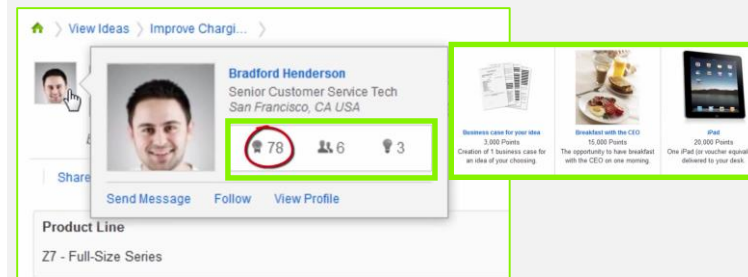 View Ideas
Improve Chargi...
Bradford Henderson
Senior Customer Service Tech
San Francisco, CA USA
78
6
3
Share
Send Message
Follow
View Profile
Product Line
Z7 - Full-Size Series
Business case for your idea
3,000 Points
Creation of 1 business case for
an idea of your choosing.
Breakfast with the CEO
15,000 Points
The opportunity to have breakfast
with the CEO on one morning.
iPad
20,000 Points
One iPad (or voucher equival
delivered to your desk.